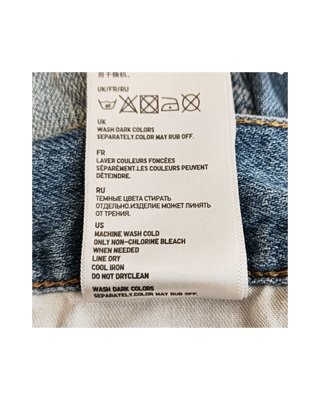 用干機机.
UK/FR/RU
40
UK
WASH DARK COLORS
SEPARATELY.COLOR MAY RUB OFF.
FR
LAVER COULEURS FONCÉES
SÉPARÉMENT.LES COULEURS PEUVENT
DÉTEINDRE.
RU
ТЕМНЫЕ ЦВЕТА СТИРАТЬ
ОТДЕЛЬНО.ИЗДЕЛИЕ МОЖЕТ ЛИНЯТЬ
ОТ ТРЕНИЯ.
US
MACHINE WASH COLD
ONLY NON-CHLORINE BLEACH
WHEN NEEDED
LINE DRY
COOL IRON
DO NOT DRYCLEAN
WASH DARK COLORS
SEPARATELY.COLOR MAY RUB OFF.